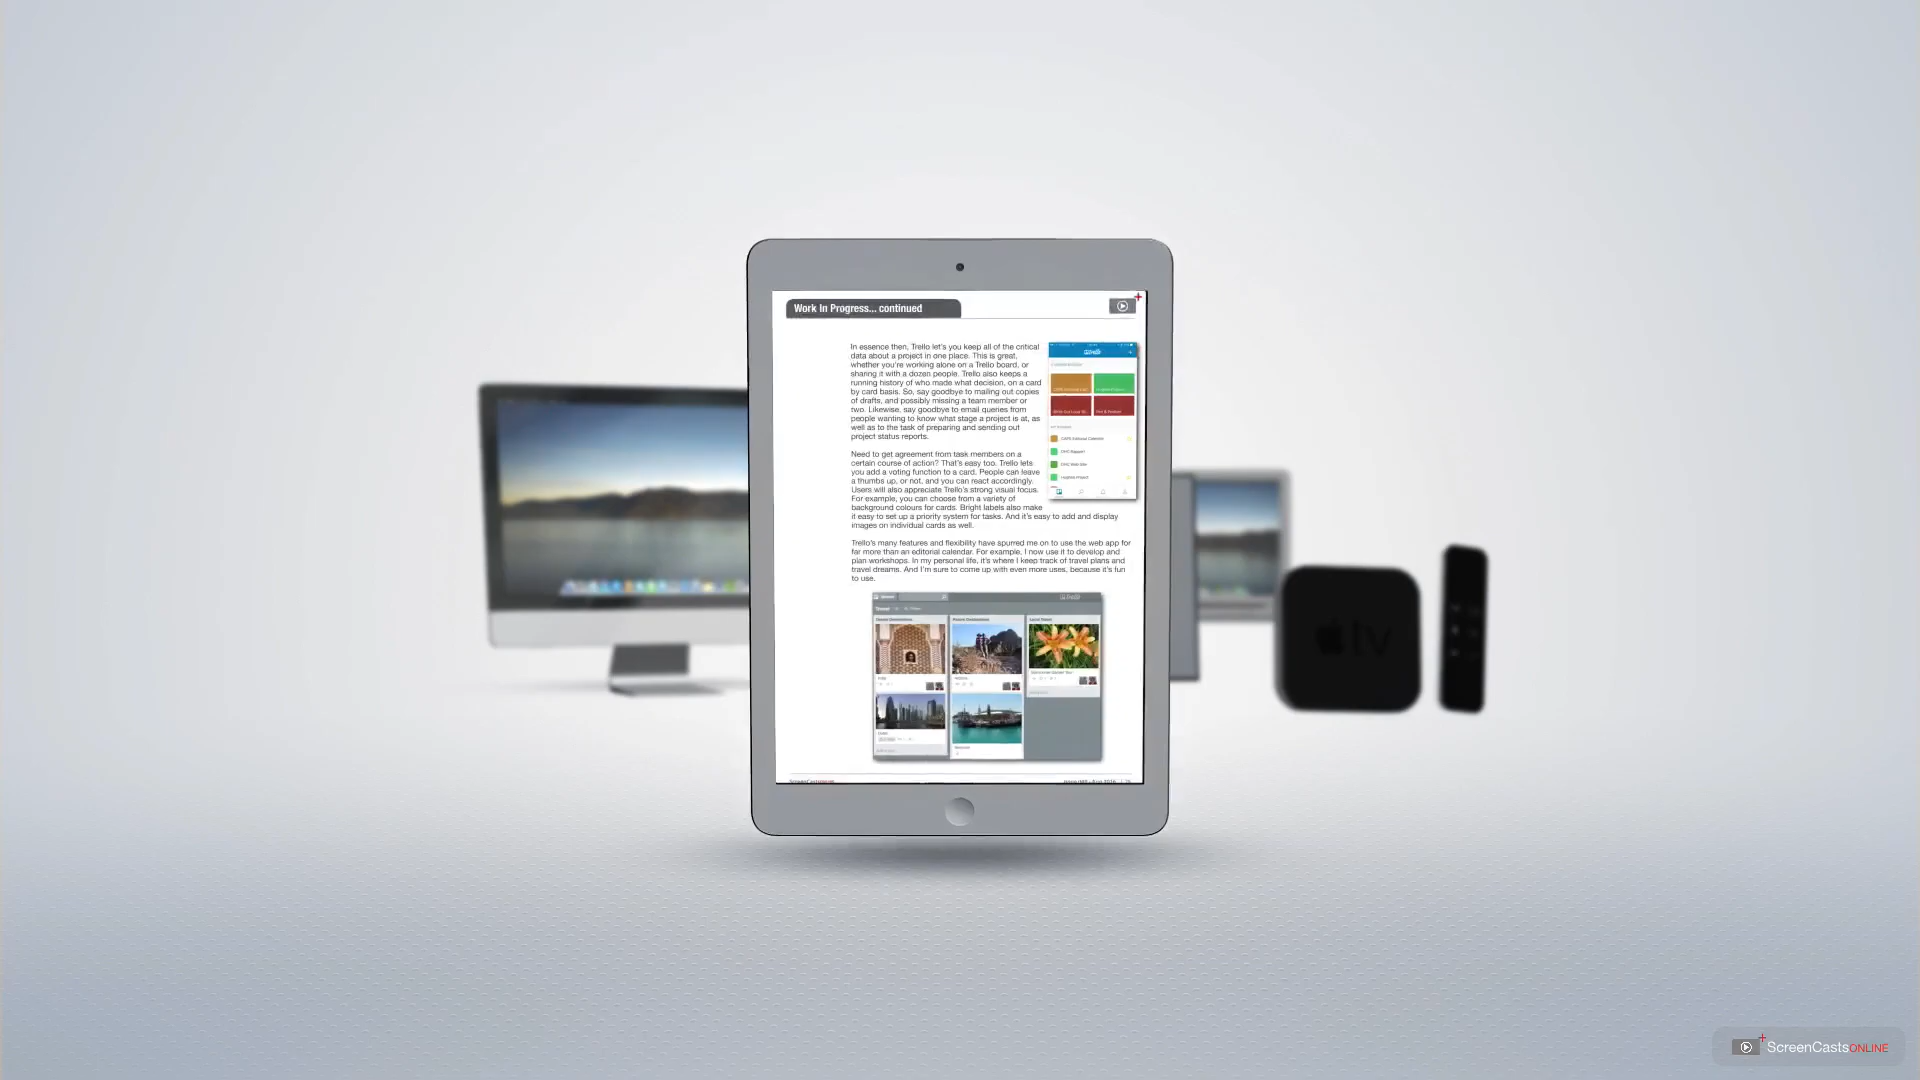 Work In Progress... continued
In essence then, Trello let's you keep all of the critical
data about a project in one place. This is great,
whether you're working alone on a Trello board, or
sharing it with a dozen people. Trello also keeps a
running history of who made what decision, on a card
by card basis. So, say goodbye to mailing out copies
of drafts, and possibly missing a team member or
two. Likewise, say goodbye to email queries from
people wanting to know what stage a project is at, as
well as to the task of preparing and sending out
project status reports.
Need to get agreement from task members on a
certain course of action? That's easy too. Trello lets
you add a voting function to a card. People can leave
a thumbs up, or not, and you can react accordingly.
Users will also appreciate Trello's strong visual focus.
For example, you can choose from a variety of
background colours for cards. Bright labels also make
it easy to set up a priority system for tasks. And it's easy to add and display
images on individual cards as well.
Trello's many features and flexibility have spurred me on to use the web app for
far more than an editorial calendar. For example, I now use it to develop and
plan workshops. In my personal life, it's where I keep track of travel plans and
travel dreams. And I'm sure to come up with even more uses, because it's fun
to use.
Trello
Travel
tv
ScreenCastsONLINE